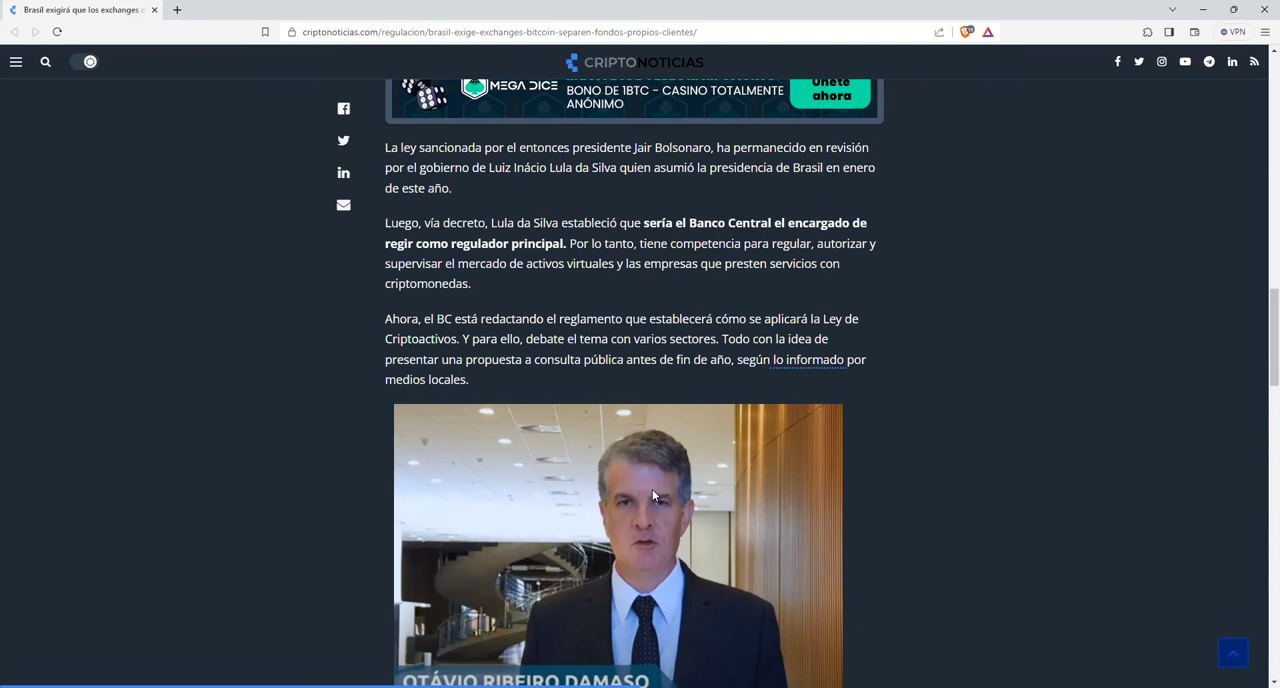 Brasil exigirá que los exchanges d
criptonoticias.com/regulacion/brasil-exige-exchanges-bitcoin-separen-fondos-propios-clientes/
VPN
CRIPTONOTICIAS
MEGA DICE
BONO DE 1BTC - CASINO TOTALMENTE
ANÓNIMO
Únete
ahora
La ley sancionada por el entonces presidente Jair Bolsonaro, ha permanecido en revisión
por el gobierno de Luiz Inácio Lula da Silva quien asumió la presidencia de Brasil en enero
de este año.
Luego, vía decreto, Lula da Silva estableció que sería el Banco Central el encargado de
regir como regulador principal. Por lo tanto, tiene competencia para regular, autorizar y
supervisar el mercado de activos virtuales y las empresas que presten servicios con
criptomonedas.
Ahora, el BC está redactando el reglamento que establecerá cómo se aplicará la Ley de
Criptoactivos. Y para ello, debate el tema con varios sectores. Todo con la idea de
presentar una propuesta a consulta pública antes de fin de año, según lo informado por
medios locales.
OTÁVIO RIBEIRO DAMASO